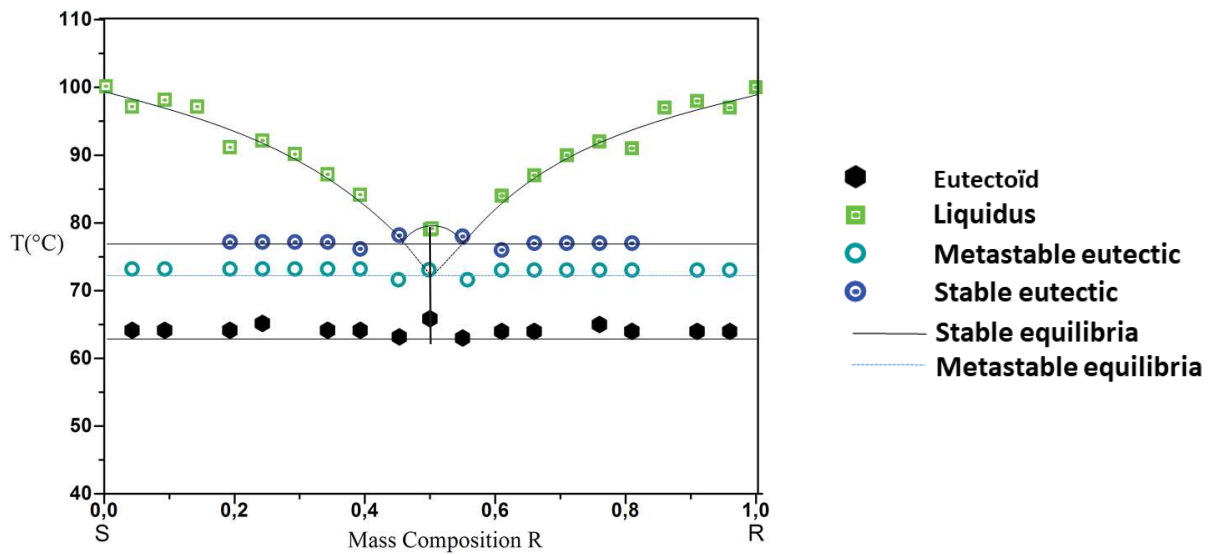 110
100
90
80
T(°C)
70
60
50
40
0,0
0,2
0,4
0,6
0,8
1,0
S
Mass Composition R
R
Eutectoïd
Liquidus
Metastable eutectic
Stable eutectic
Stable equilibria
Metastable equilibria